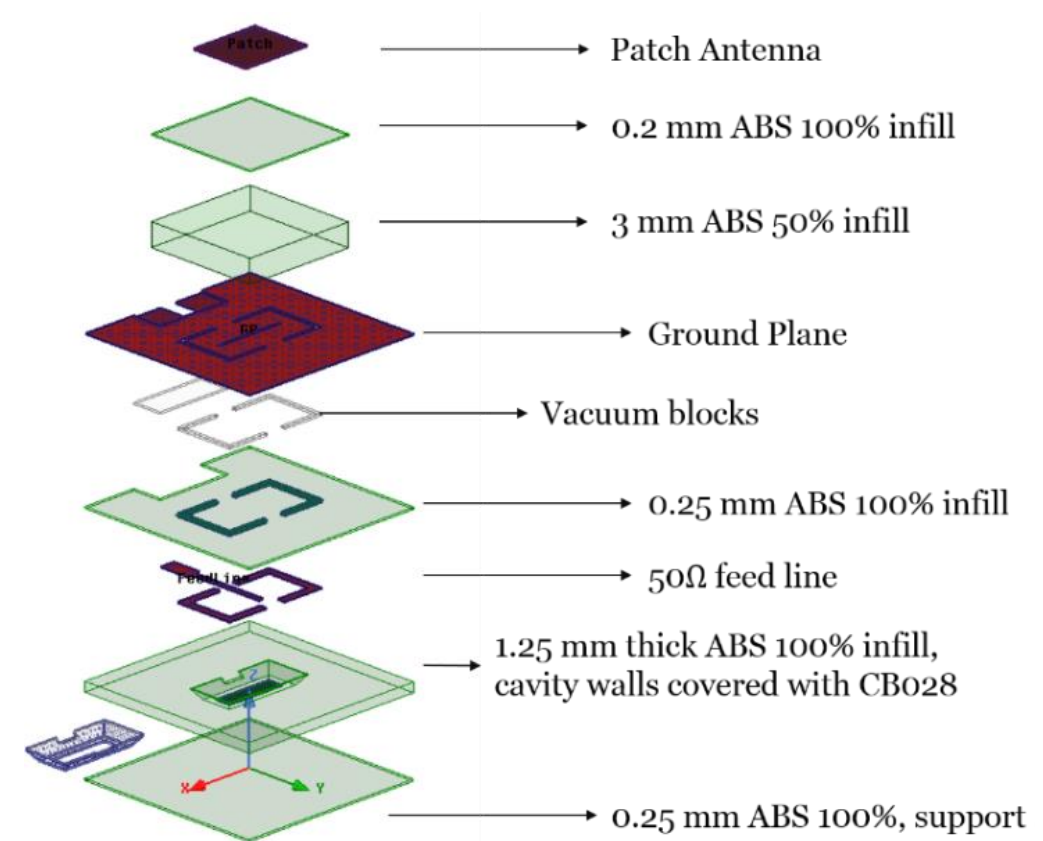 Patch
Patch Antenna
0.2 mm ABS 100% infill
3 mm ABS 50% infill
GP
Ground Plane
Vacuum blocks
0.25 mm ABS 100% infill
FeedLine
50Ω feed line
1.25 mm thick ABS 100% infill,
cavity walls covered with CB028
Z
X
Y
0.25 mm ABS 100%, support